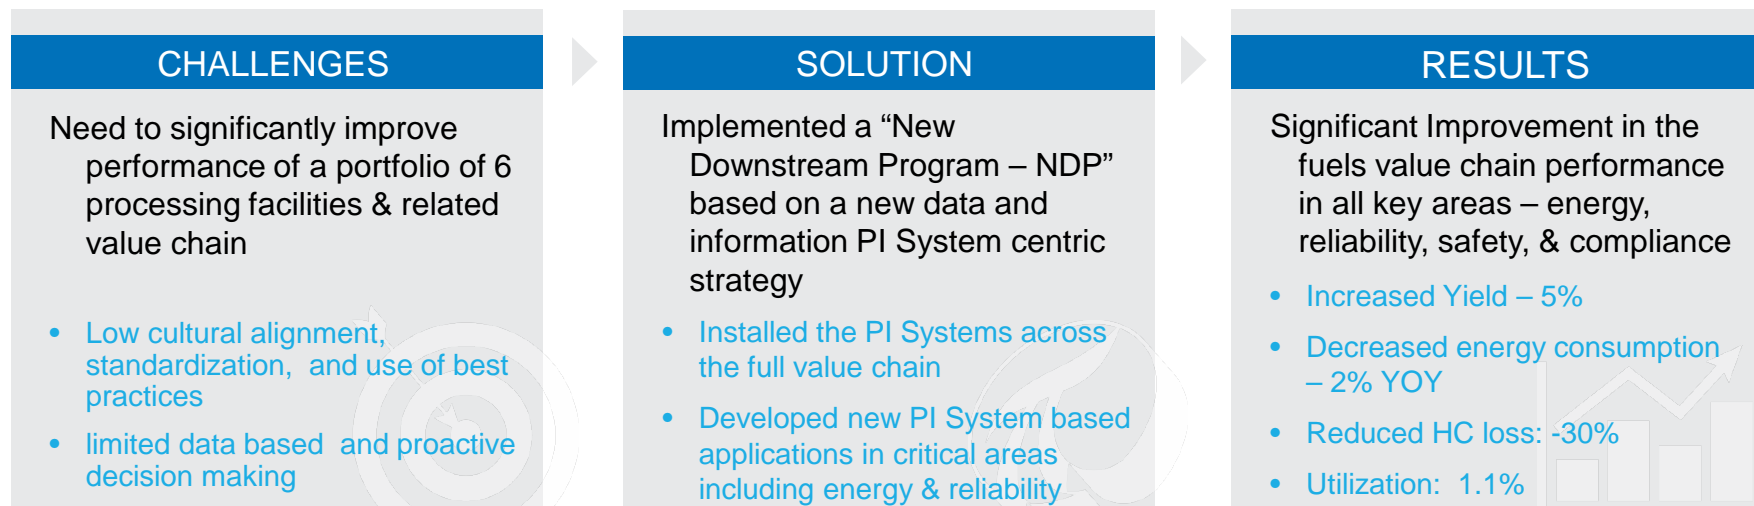 CHALLENGES
Need to significantly improve
performance of a portfolio of 6
processing facilities & related
value chain
• Low cultural alignment,
standardization,  and use of best
practices
• limited data based  and proactive
decision making
SOLUTION
Implemented a “New
Downstream Program – NDP”
based on a new data and
information PI System centric
strategy
• Installed the PI Systems across
the full value chain
• Developed new PI System based
applications in critical areas
including energy & reliability
RESULTS
Significant Improvement in the
fuels value chain performance
in all key areas – energy,
reliability, safety, & compliance
• Increased Yield – 5%
• Decreased energy consumption
– 2% YOY
• Reduced HC loss: -30%
• Utilization:  1.1%